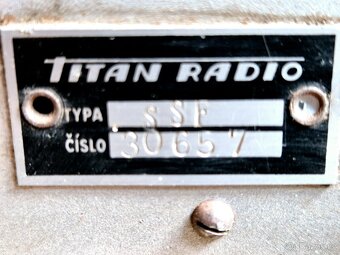 TITAN RADIO
TYPA SSF
ČÍSLO 30657